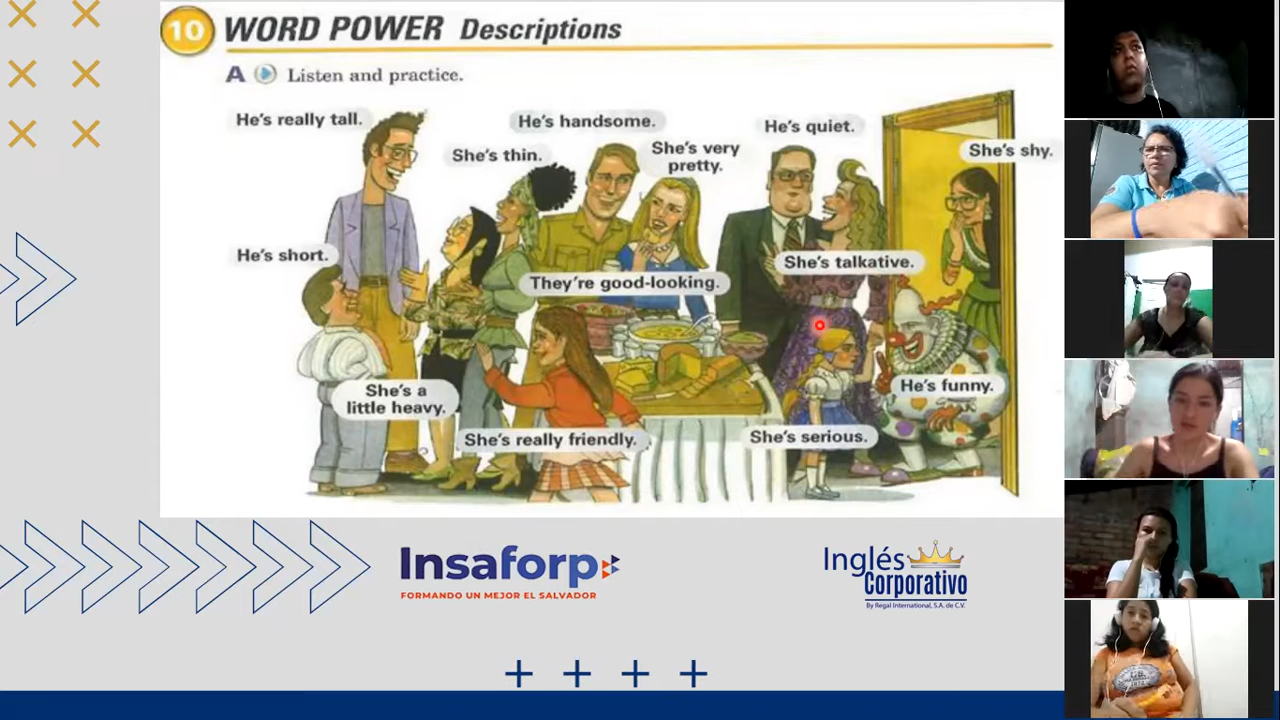 10 WORD POWER Descriptions
A Listen and practice.
He's really tall.
He's handsome.
He's quiet.
She's thin.
She's very
pretty.
She's shy.
He's short.
They're good-looking.
She's talkative.
She's a
little heavy.
He's funny.
She's really friendly.
She's serious.
Insaforp
FORMANDO UN MEJOR EL SALVADOR
Inglés
Corporativo
By Regal International, S.A. de C.V.